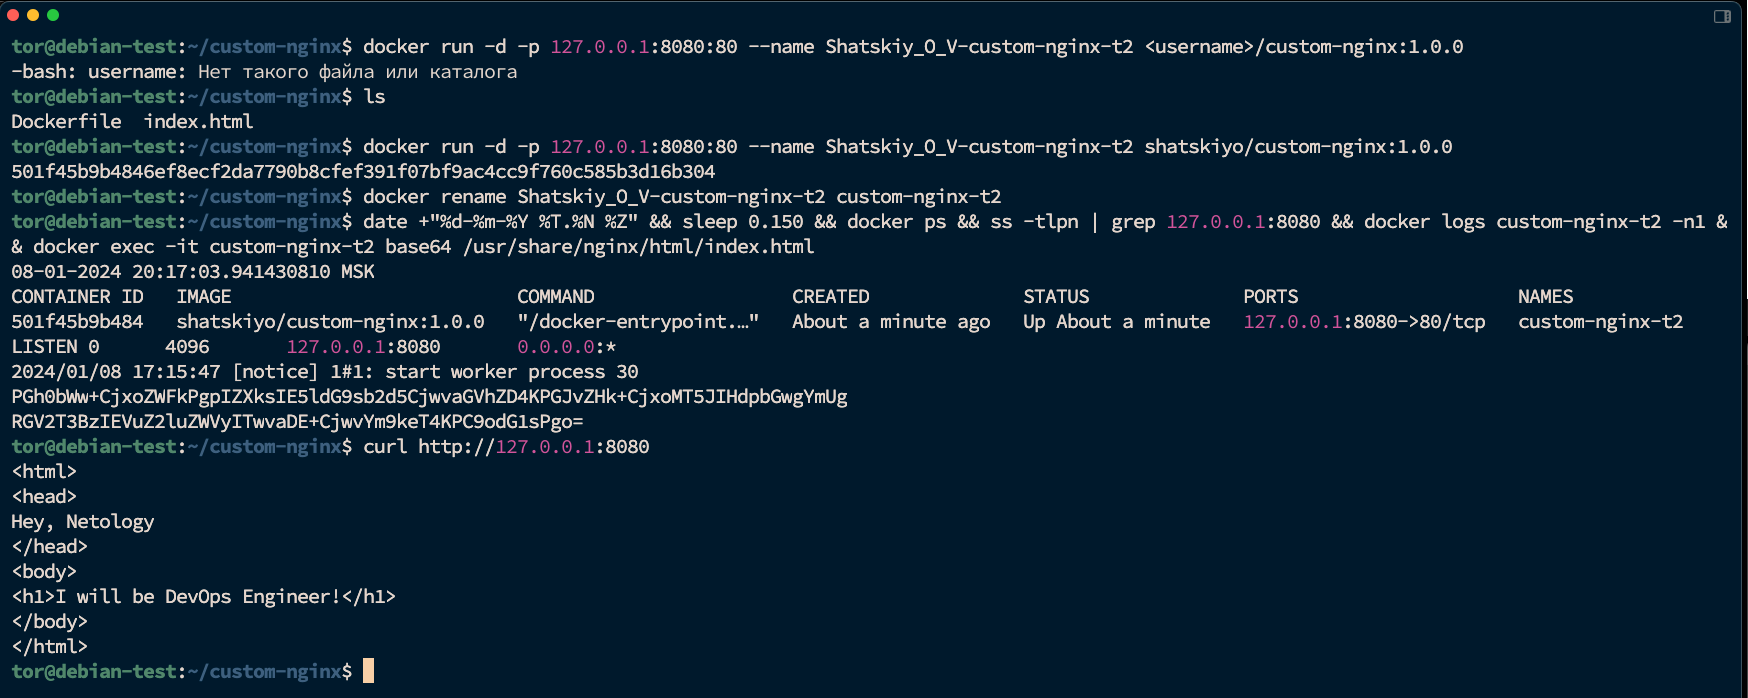 tor@debian-test:~/custom-nginx$ docker run -d -p 127.0.0.1:8080:80 --name Shatskiy_O_V-custom-nginx-t2 <username>/custom-nginx:1.0.0
-bash: username: Нет такого файла или каталога
tor@debian-test:~/custom-nginx$ ls
Dockerfile  index.html
tor@debian-test:~/custom-nginx$ docker run -d -p 127.0.0.1:8080:80 --name Shatskiy_O_V-custom-nginx-t2 shatskiyo/custom-nginx:1.0.0
501f45b9b4846ef8ecf2da7790b8cfef391f07bf9ac4cc9f760c585b3d16b304
tor@debian-test:~/custom-nginx$ docker rename Shatskiy_O_V-custom-nginx-t2 custom-nginx-t2
tor@debian-test:~/custom-nginx$ date +"%d-%m-%Y %T.%N %Z" && sleep 0.150 && docker ps && ss -tlpn | grep 127.0.0.1:8080 && docker logs custom-nginx-t2 -n1 &
& docker exec -it custom-nginx-t2 base64 /usr/share/nginx/html/index.html
08-01-2024 20:17:03.941430810 MSK
CONTAINER ID   IMAGE                          COMMAND                  CREATED              STATUS              PORTS                    NAMES
501f45b9b484   shatskiyo/custom-nginx:1.0.0   "/docker-entrypoint.…"   About a minute ago   Up About a minute   127.0.0.1:8080->80/tcp   custom-nginx-t2
LISTEN 0      4096       127.0.0.1:8080       0.0.0.0:*
2024/01/08 17:15:47 [notice] 1#1: start worker process 30
PGh0bWw+CjxoZWFkPgpIZXksIE5ldG9sb2d5CjwvaGVhZD4KPGJvZHk+CjxoMT5JIHdpbGwgYmUg
RGV2T3BzIEVuZ2luZWVyITwvaDE+CjwvYm9keT4KPC9odG1sPgo=
tor@debian-test:~/custom-nginx$ curl http://127.0.0.1:8080
<html>
<head>
Hey, Netology
</head>
<body>
<h1>I will be DevOps Engineer!</h1>
</body>
</html>
tor@debian-test:~/custom-nginx$